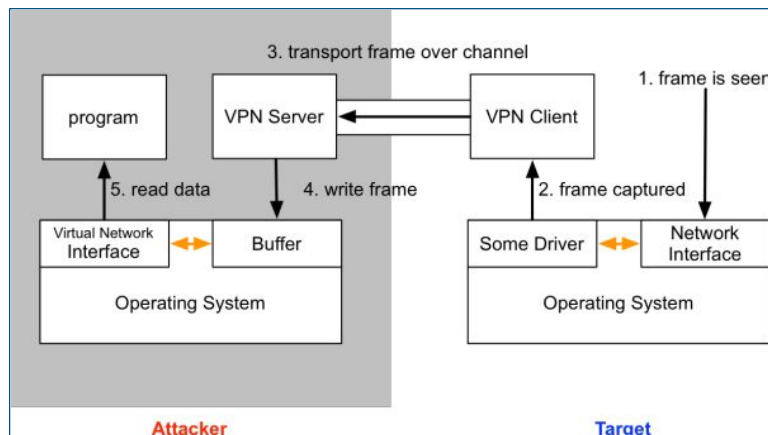 3. transport frame over channel
1. frame is seen
program
VPN Server
VPN Client
5. read data
4. write frame
2. frame captured
Virtual Network
Interface
Buffer
Some Driver
Network
Interface
Operating System
Operating System
Attacker
Target